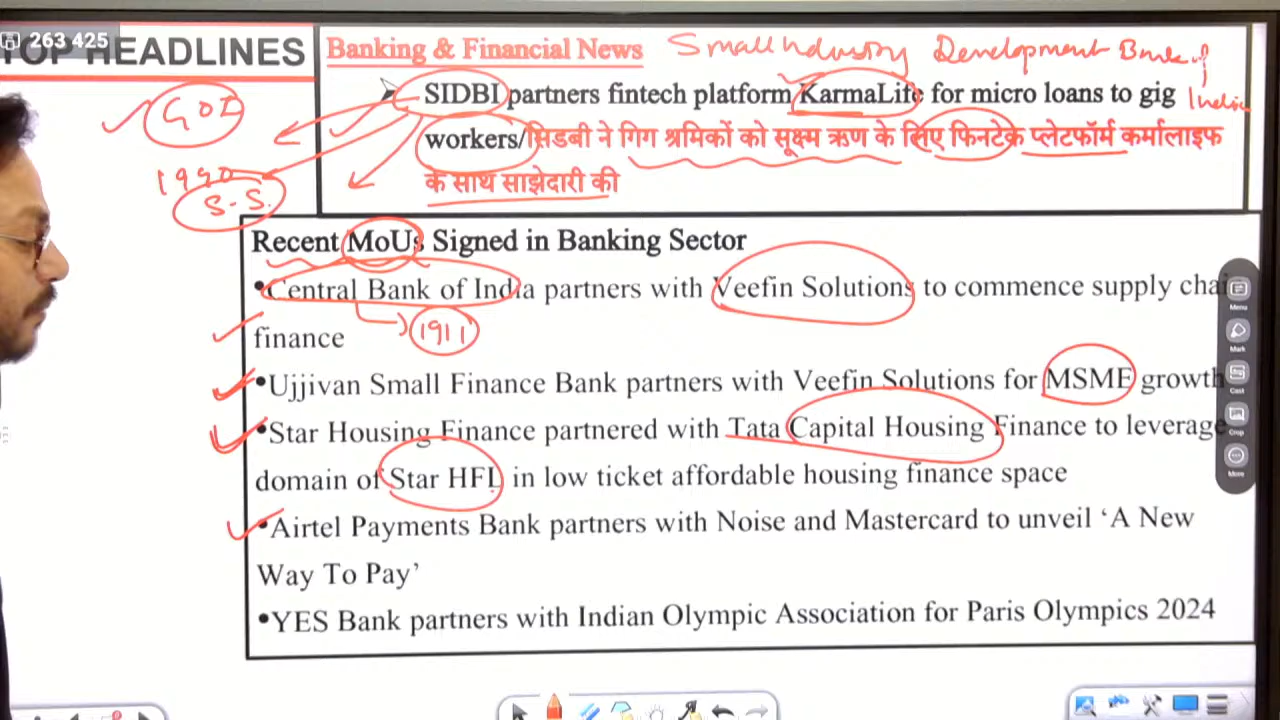 263 425
TOP HEADLINES
Banking & Financial News
Small industry Development Bank of
India
SIDBI partners fintech platform KarmaLife for micro loans to gig
workers/सिडबी ने गिग श्रमिकों को सूक्ष्म ऋण के लिए फिनटेक प्लेटफॉर्म कर्मालाइफ
के साथ साझेदारी की
GOI
1990
S.S.
Recent MoUs Signed in Banking Sector
•Central Bank of India partners with Veefin Solutions to commence supply chai
finance
1911
•Ujjivan Small Finance Bank partners with Veefin Solutions for MSME growth
•Star Housing Finance partnered with Tata Capital Housing Finance to leverage
domain of Star HFL in low ticket affordable housing finance space
•Airtel Payments Bank partners with Noise and Mastercard to unveil ‘A New
Way To Pay’
•YES Bank partners with Indian Olympic Association for Paris Olympics 2024
Menu
Mark
Cast
Crop
More